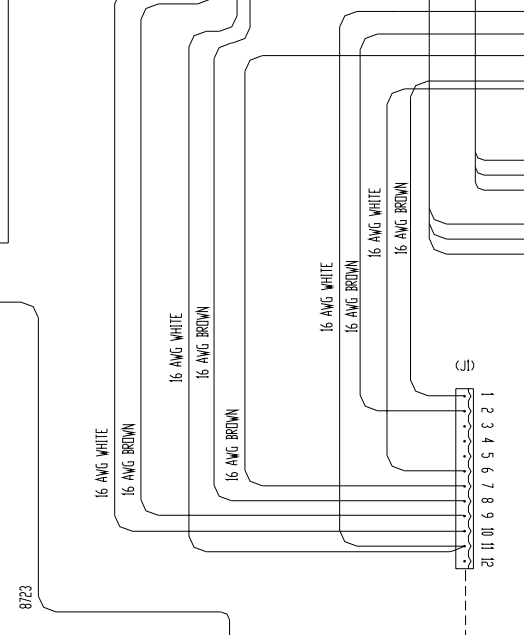 16 AWG WHITE
16 AWG BROWN
16 AWG WHITE
16 AWG BROWN
16 AWG BROWN
16 AWG WHITE
16 AWG BROWN
16 AWG WHITE
16 AWG BROWN
(J1)
1
2
3
4
5
6
7
8
9
10
11
12
8723